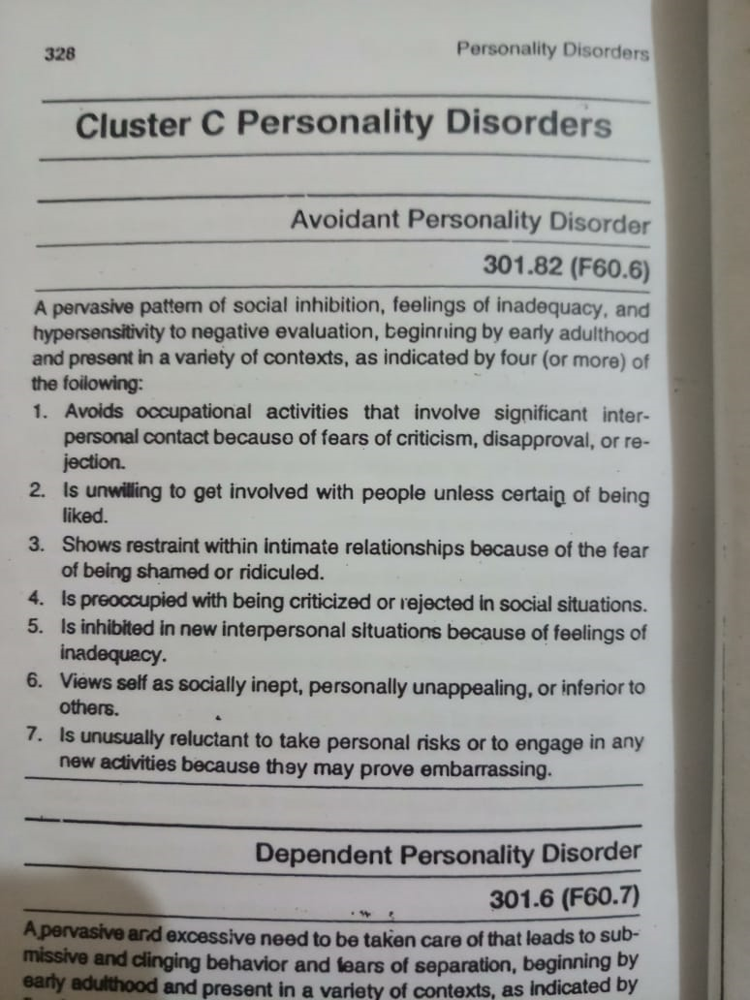 328
Personality Disorders
Cluster C Personality Disorders
Avoidant Personality Disorder
301.82 (F60.6)
A pervasive pattern of social inhibition, feelings of inadequacy, and
hypersensitivity to negative evaluation, beginning by early adulthood
and present in a variety of contexts, as indicated by four (or more) of
the following:
1. Avoids occupational activities that involve significant inter-
personal contact because of fears of criticism, disapproval, or re-
jection.
2. Is unwilling to get involved with people unless certain of being
liked.
3. Shows restraint within intimate relationships because of the fear
of being shamed or ridiculed.
4. Is preoccupied with being criticized or rejected in social situations.
5. Is inhibited in new interpersonal situations because of feelings of
inadequacy.
6. Views self as socially inept, personally unappealing, or inferior to
others.
7. Is unusually reluctant to take personal risks or to engage in any
new activities because they may prove embarrassing.
Dependent Personality Disorder
301.6 (F60.7)
A pervasive and excessive need to be taken care of that leads to sub-
missive and clinging behavior and fears of separation, beginning by
early adulthood and present in a variety of contexts, as indicated by